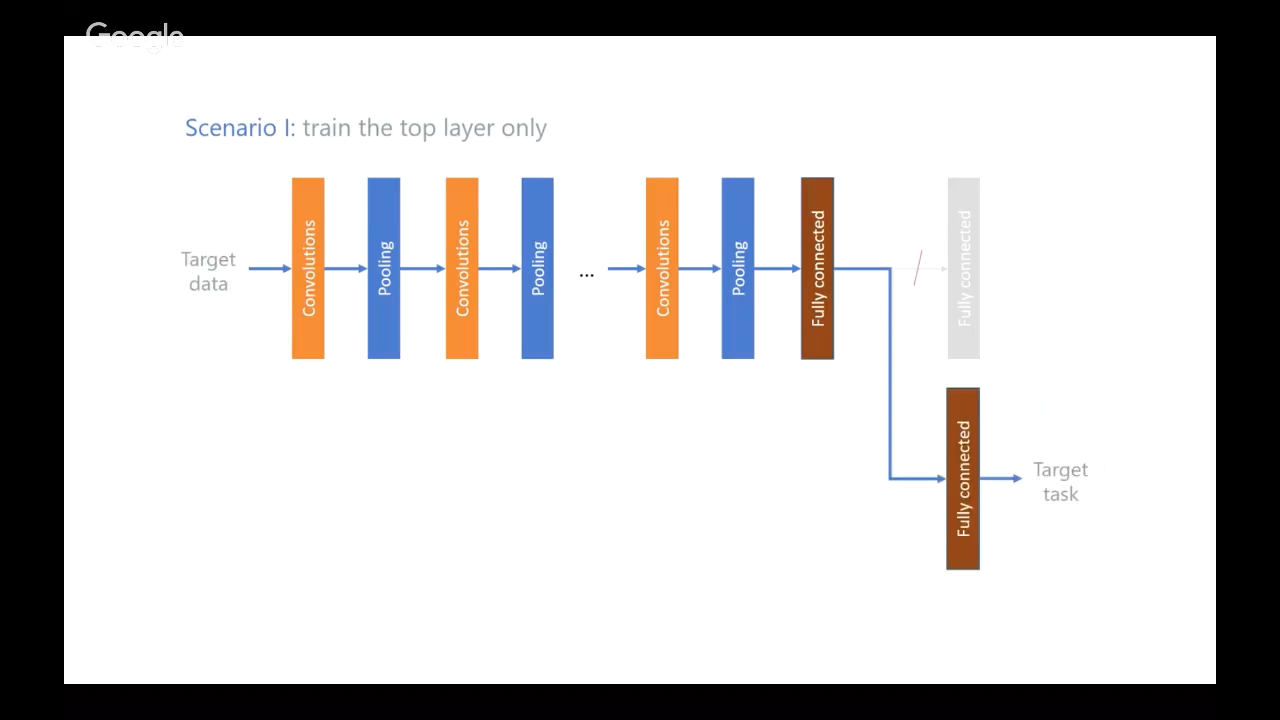 Google
Scenario I: train the top layer only
Target
data
Convolutions
Pooling
Convolutions
Pooling
...
Convolutions
Pooling
Fully connected
Fully connected
Fully connected
Target
task